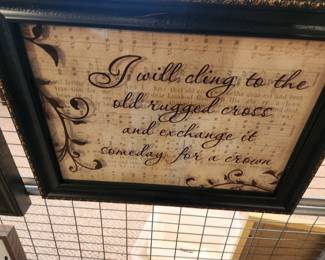 I will cling to the
old rugged cross
and exchange it
someday for a crown